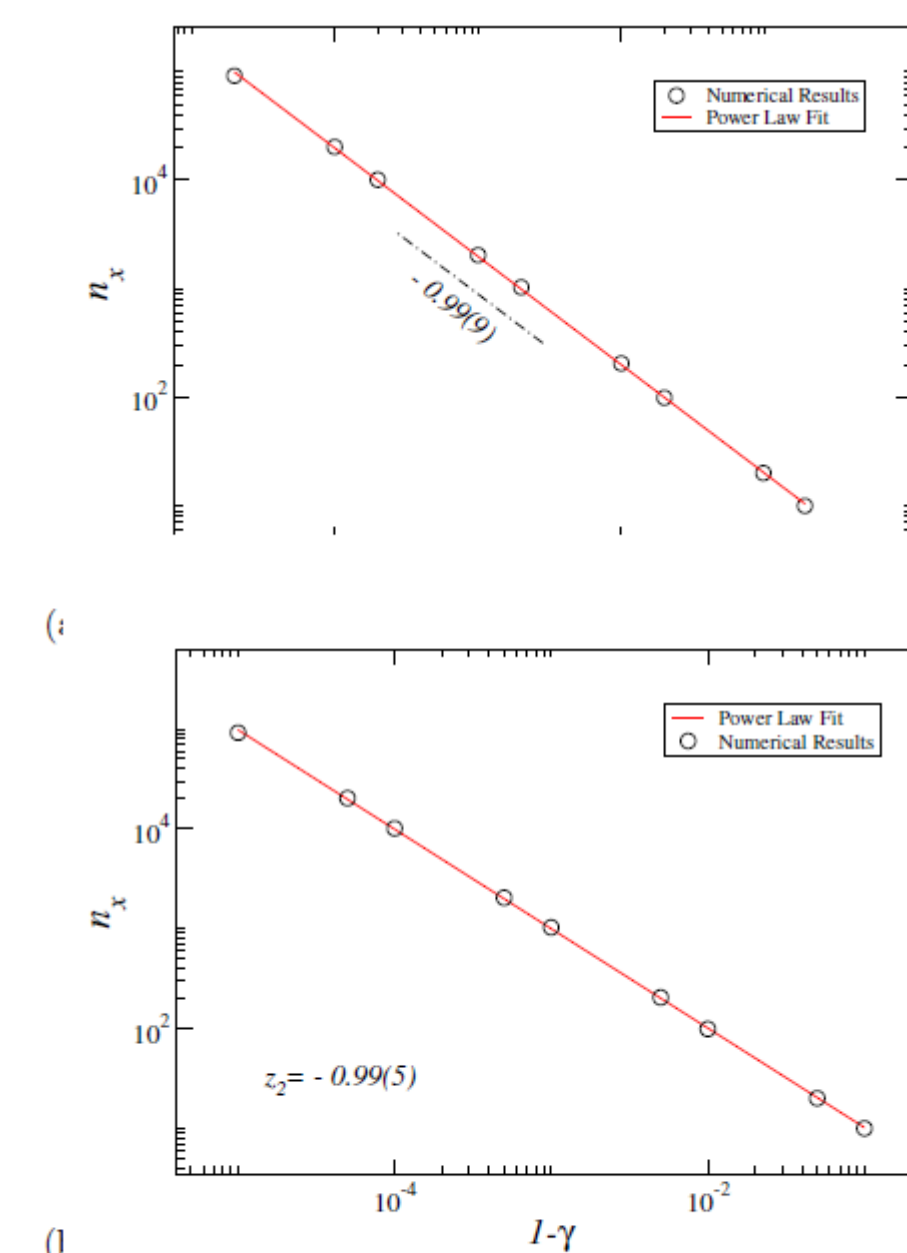 Numerical Results
Power Law Fit
10^4
n_x
- 0.99(9)
10^2
(a
Power Law Fit
Numerical Results
10^4
n_x
10^2
z_2= - 0.99(5)
10^-4
10^-2
1-γ